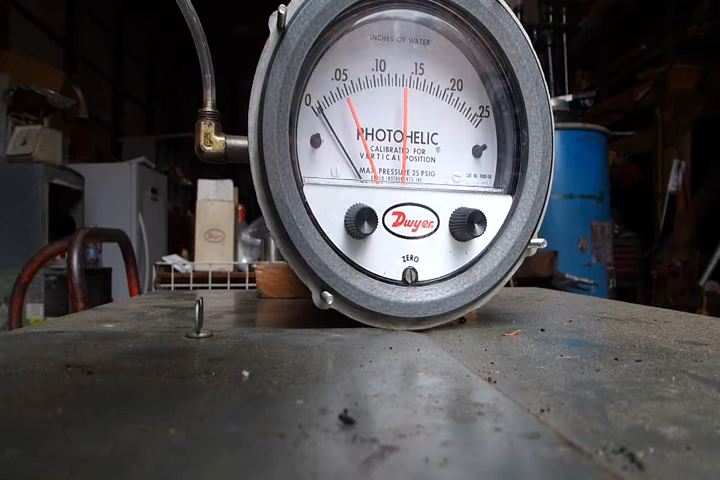 INCHES OF WATER
0 .05 .10 .15 .20 .25
PHOTOHELIC ®
CALIBRATED FOR
VERTICAL POSITION
MAX. PRESSURE 25 PSIG
Dwyer
ZERO